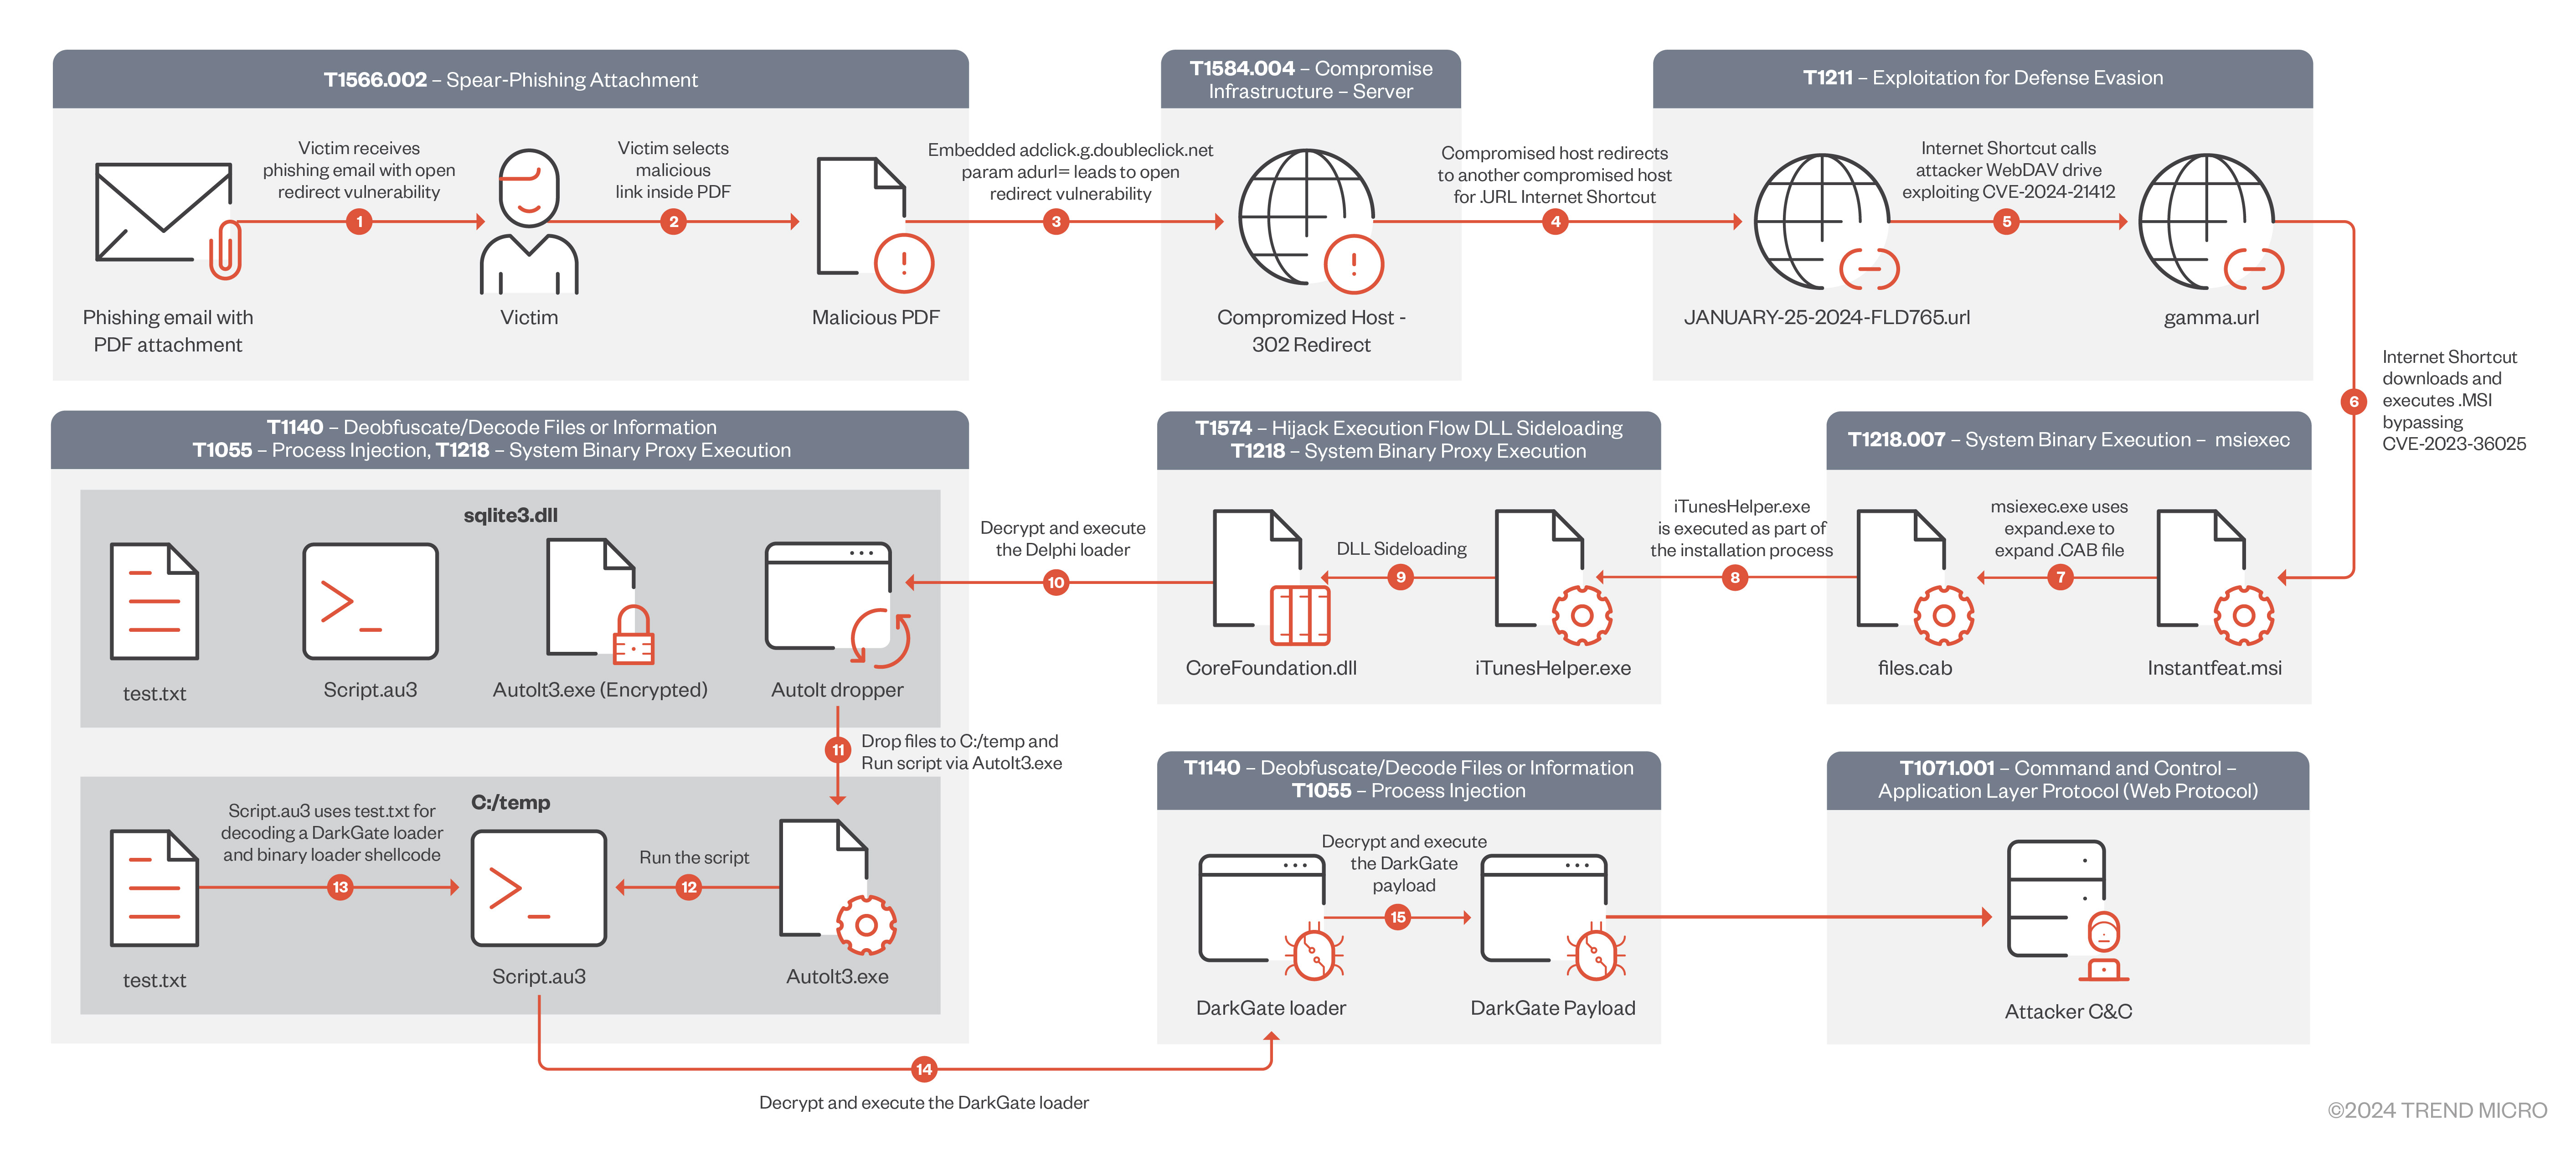 T1566.002 – Spear-Phishing Attachment
Victim receives
phishing email with open
redirect vulnerability
1
Victim selects
malicious
link inside PDF
2
Phishing email with
PDF attachment
Victim
Malicious PDF
Embedded adclick.g.doubleclick.net
param adurl= leads to open
redirect vulnerability
3
T1584.004 – Compromise
Infrastructure – Server
Compromized Host -
302 Redirect
Compromised host redirects
to another compromised host
for .URL Internet Shortcut
4
T1211 – Exploitation for Defense Evasion
Internet Shortcut calls
attacker WebDAV drive
exploiting CVE-2024-21412
5
JANUARY-25-2024-FLD765.url
gamma.url
6
Internet Shortcut
downloads and
executes .MSI
bypassing
CVE-2023-36025
T1218.007 – System Binary Execution – msiexec
msiexec.exe uses
expand.exe to
expand .CAB file
7
files.cab
Instantfeat.msi
iTunesHelper.exe
is executed as part of
the installation process
8
T1574 – Hijack Execution Flow DLL Sideloading
T1218 – System Binary Proxy Execution
DLL Sideloading
9
CoreFoundation.dll
iTunesHelper.exe
Decrypt and execute
the Delphi loader
10
T1140 – Deobfuscate/Decode Files or Information
T1055 – Process Injection, T1218 – System Binary Proxy Execution
sqlite3.dll
test.txt
Script.au3
AutoIt3.exe (Encrypted)
AutoIt dropper
11
Drop files to C:/temp and
Run script via AutoIt3.exe
C:/temp
Script.au3 uses test.txt for
decoding a DarkGate loader
and binary loader shellcode
13
Run the script
12
test.txt
Script.au3
AutoIt3.exe
14
Decrypt and execute the DarkGate loader
T1140 – Deobfuscate/Decode Files or Information
T1055 – Process Injection
Decrypt and execute
the DarkGate
payload
15
DarkGate loader
DarkGate Payload
T1071.001 – Command and Control –
Application Layer Protocol (Web Protocol)
Attacker C&C
©2024 TREND MICRO